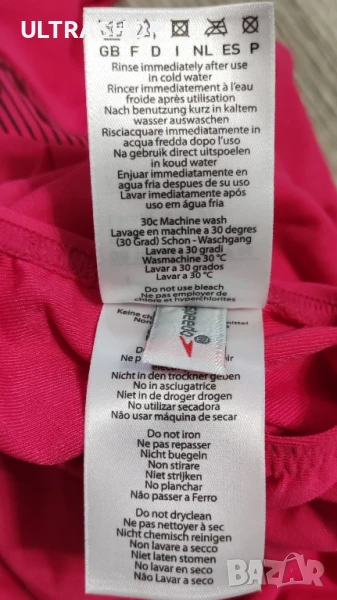 ULTRA
GB F D I NL ES P
Rinse immediately after use
in cold water
Rincer immediatement à l'eau
froide après utilisation
Nach benutzung kurz in kaltem
wasser auswaschen
Risciacquare immediatamente in
acqua fredda dopo l'uso
Na gebruik direct uitspoelen
in koud water
Enjuar immediatamente en
agua fria despues de su uso
Lavar imediatamente após
uso em água fria
30c Machine wash
Lavage en machine a 30 degres
(30 Grad) Schon - Waschgang
Lavare a 30 gradi
Wasmachine 30 °C
Lavar a 30 grados
Lavar a 30 °C
Do not use bleach
Ne pas employer de
chlore et hyperchlorites
Keine
speedo®
Do
Ne
Nicht in den trockner geben
No in asciugatrice
Niet in de droger drogen
No utilizar secadora
Não usar máquina de secar
Do not iron
Ne pas repasser
Nicht buegeln
Non stirare
Niet strijken
No planchar
Não passar a Ferro
Do not dryclean
Ne pas nettoyer à sec
Nicht chemisch reinigen
Non lavare a secco
Niet laten stomen
No lavar en seco
Não lavar a seco
BAZAR